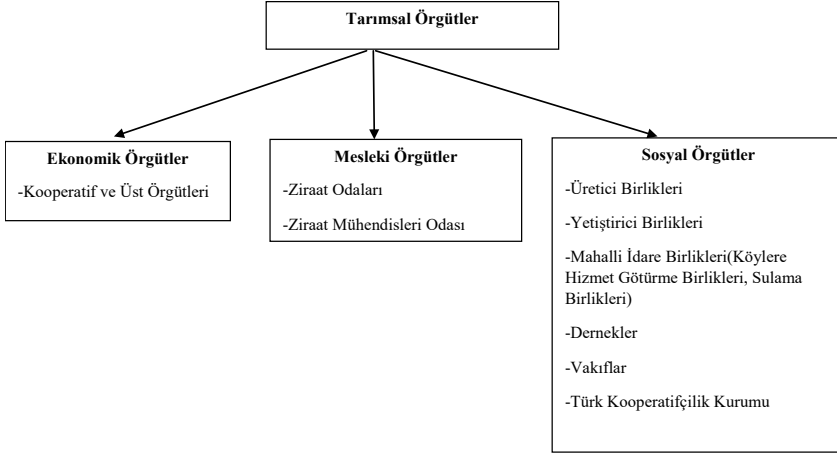 Tarımsal Örgütler
Ekonomik Örgütler
-Kooperatif ve Üst Örgütleri
Mesleki Örgütler
-Ziraat Odaları
-Ziraat Mühendisleri Odası
Sosyal Örgütler
-Üretici Birlikleri
-Yetiştirici Birlikleri
-Mahalli İdare Birlikleri(Köylere
Hizmet Götürme Birlikleri, Sulama
Birlikleri)
-Dernekler
-Vakıflar
-Türk Kooperatifçilik Kurumu